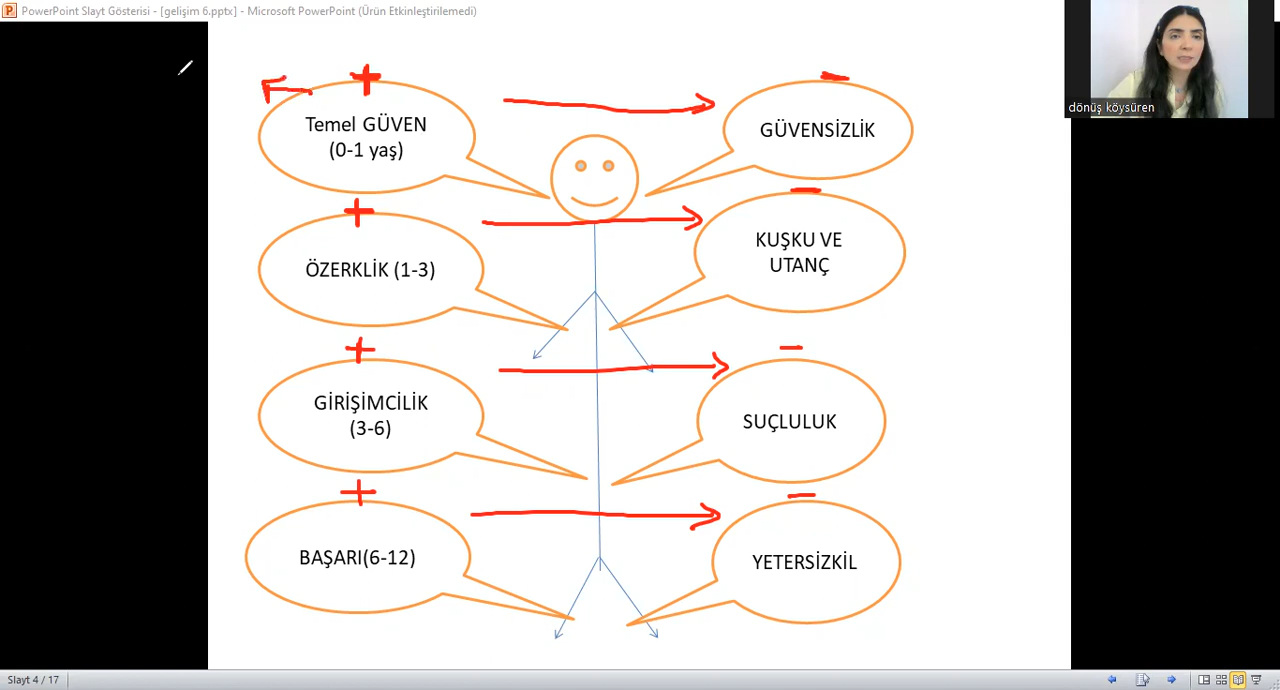 PowerPoint Slayt Gösterisi - [gelişim 6.pptx] - Microsoft PowerPoint (Ürün Etkinleştirilemedi)
dönüş köysüren
Temel GÜVEN
(0-1 yaş)
GÜVENSİZLİK
ÖZERKLİK (1-3)
KUŞKU VE
UTANÇ
GİRİŞİMCİLİK
(3-6)
SUÇLULUK
BAŞARI(6-12)
YETERSİZKİL
Slayt 4 / 17